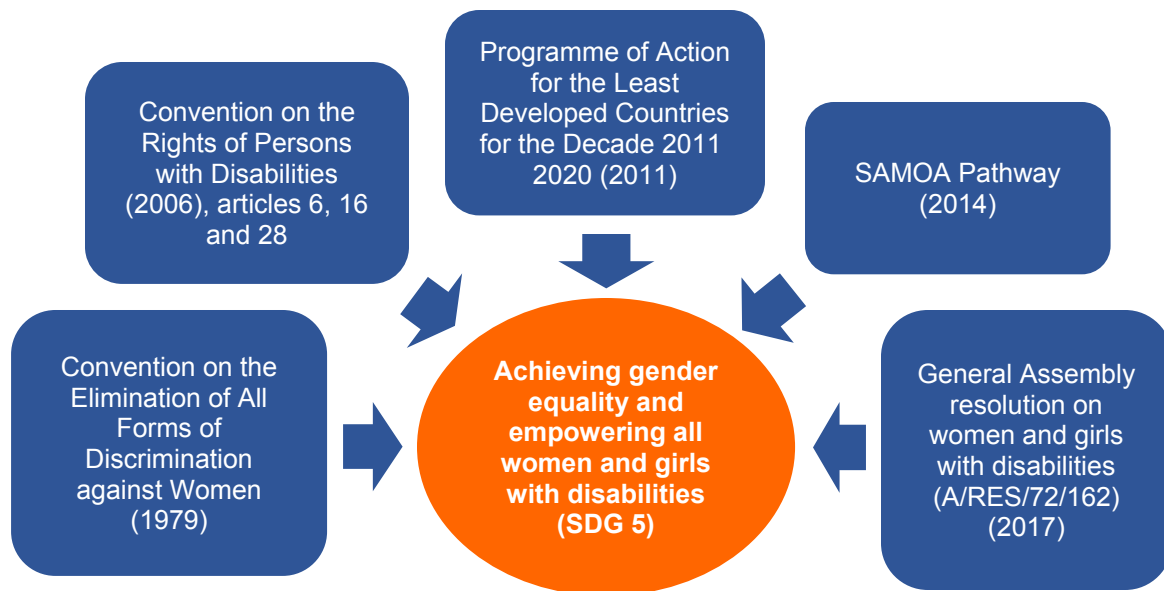 Programme of Action
for the Least
Developed Countries
for the Decade 2011
2020 (2011)
Convention on the
Rights of Persons
with Disabilities
(2006), articles 6, 16
and 28
SAMOA Pathway
(2014)
Convention on the
Elimination of All
Forms of
Discrimination
against Women
(1979)
Achieving gender
equality and
empowering all
women and girls
with disabilities
(SDG 5)
General Assembly
resolution on
women and girls
with disabilities
(A/RES/72/162)
(2017)